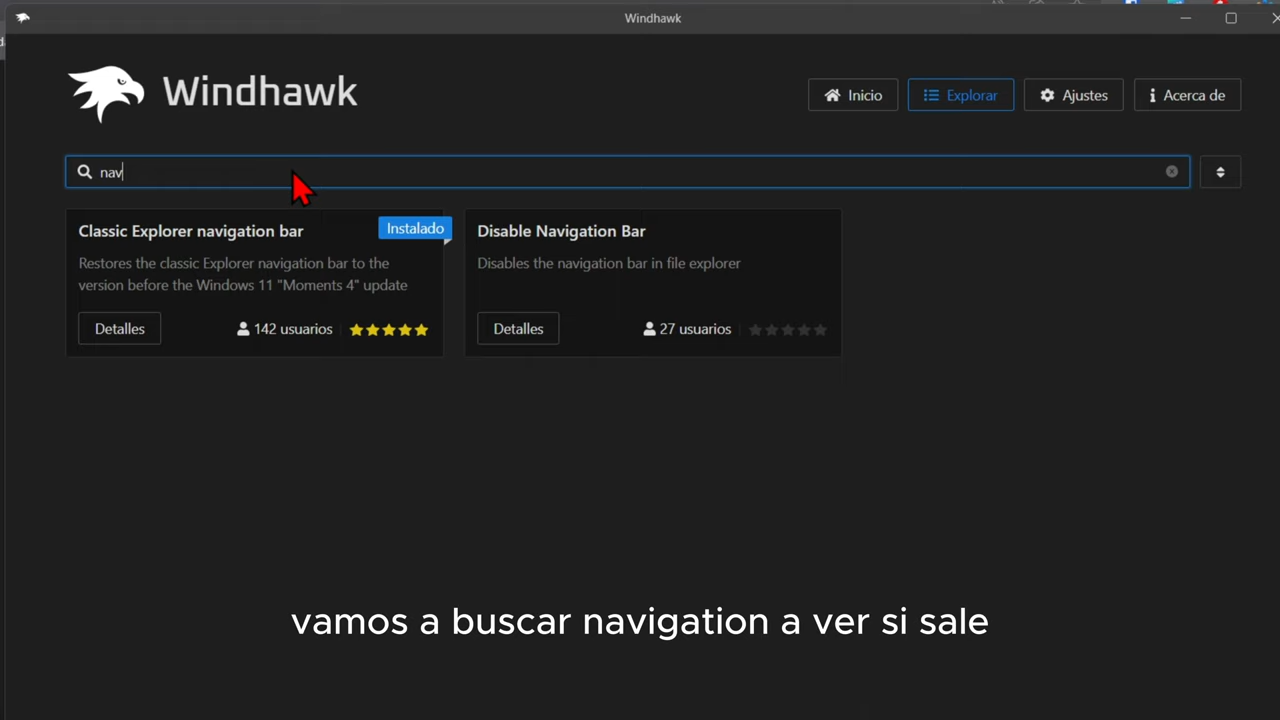 Windhawk
Windhawk
Inicio
Explorar
Ajustes
Acerca de
nav
Classic Explorer navigation bar
Instalado
Restores the classic Explorer navigation bar to the
version before the Windows 11 "Moments 4" update
Detalles
142 usuarios
Disable Navigation Bar
Disables the navigation bar in file explorer
Detalles
27 usuarios
vamos a buscar navigation a ver si sale